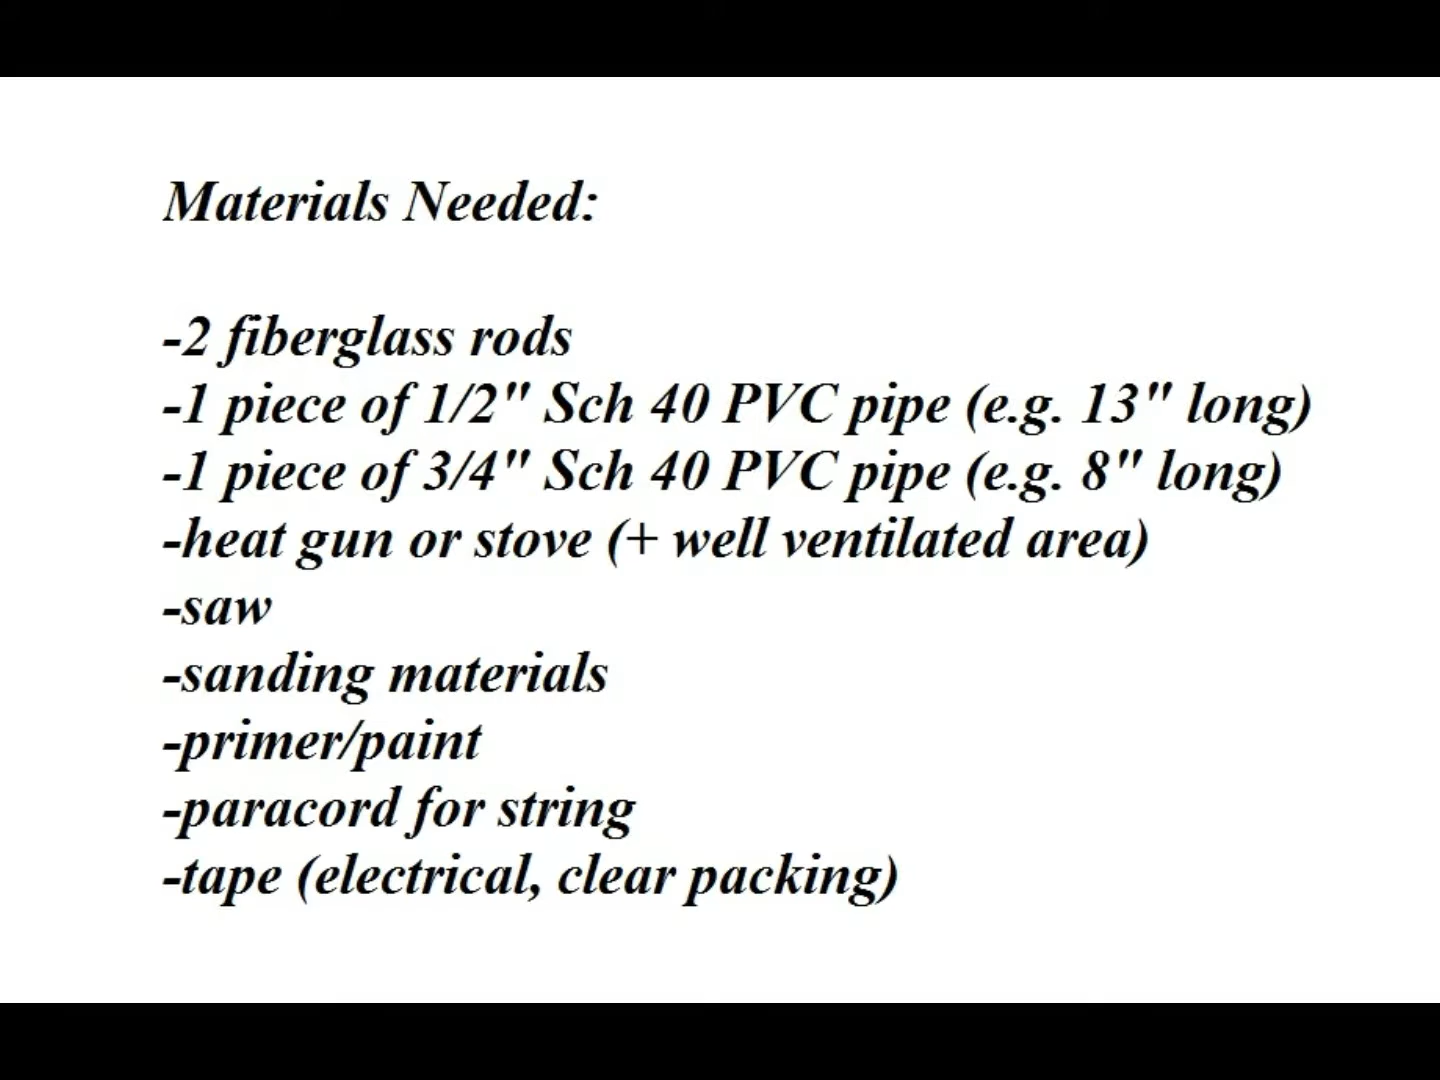 Materials Needed:
-2 fiberglass rods
-1 piece of 1/2" Sch 40 PVC pipe (e.g. 13" long)
-1 piece of 3/4" Sch 40 PVC pipe (e.g. 8" long)
-heat gun or stove (+ well ventilated area)
-saw
-sanding materials
-primer/paint
-paracord for string
-tape (electrical, clear packing)